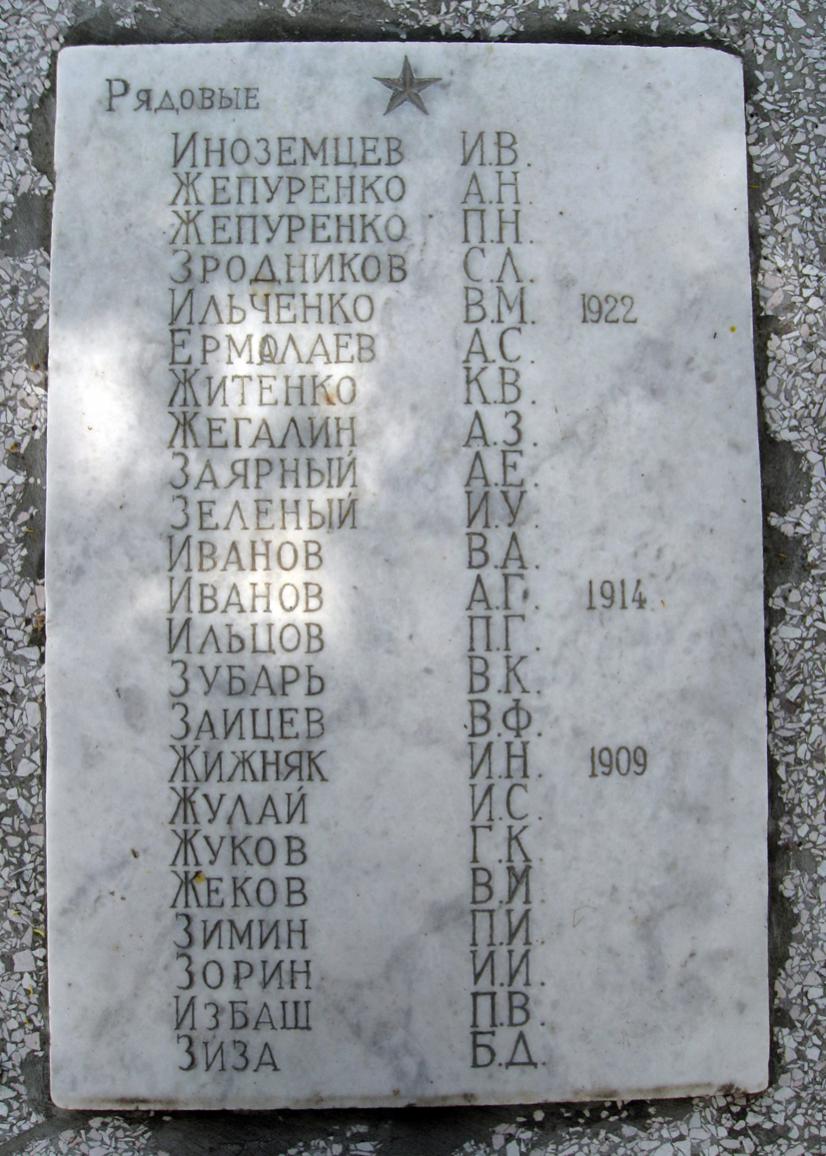 Рядовые
Иноземцев И.В.
Жепуренко А.Н.
Жепуренко П.Н.
Зродников С.Л.
Ильченко В.М. 1922
Ермолаев А.С.
Житенко К.В.
Жегалин А.З.
Заярный А.Е.
Зеленый И.У.
Иванов В.А.
Иванов А.Г. 1914
Ильцов П.Г.
Зубарь В.К.
Заицев В.Ф.
Жижняк И.Н. 1909
Жулай И.С.
Жуков Г.К.
Жеков
Зимин П.И.
Зорин И.И.
Избаш П.В.
Зиза Б.Д.